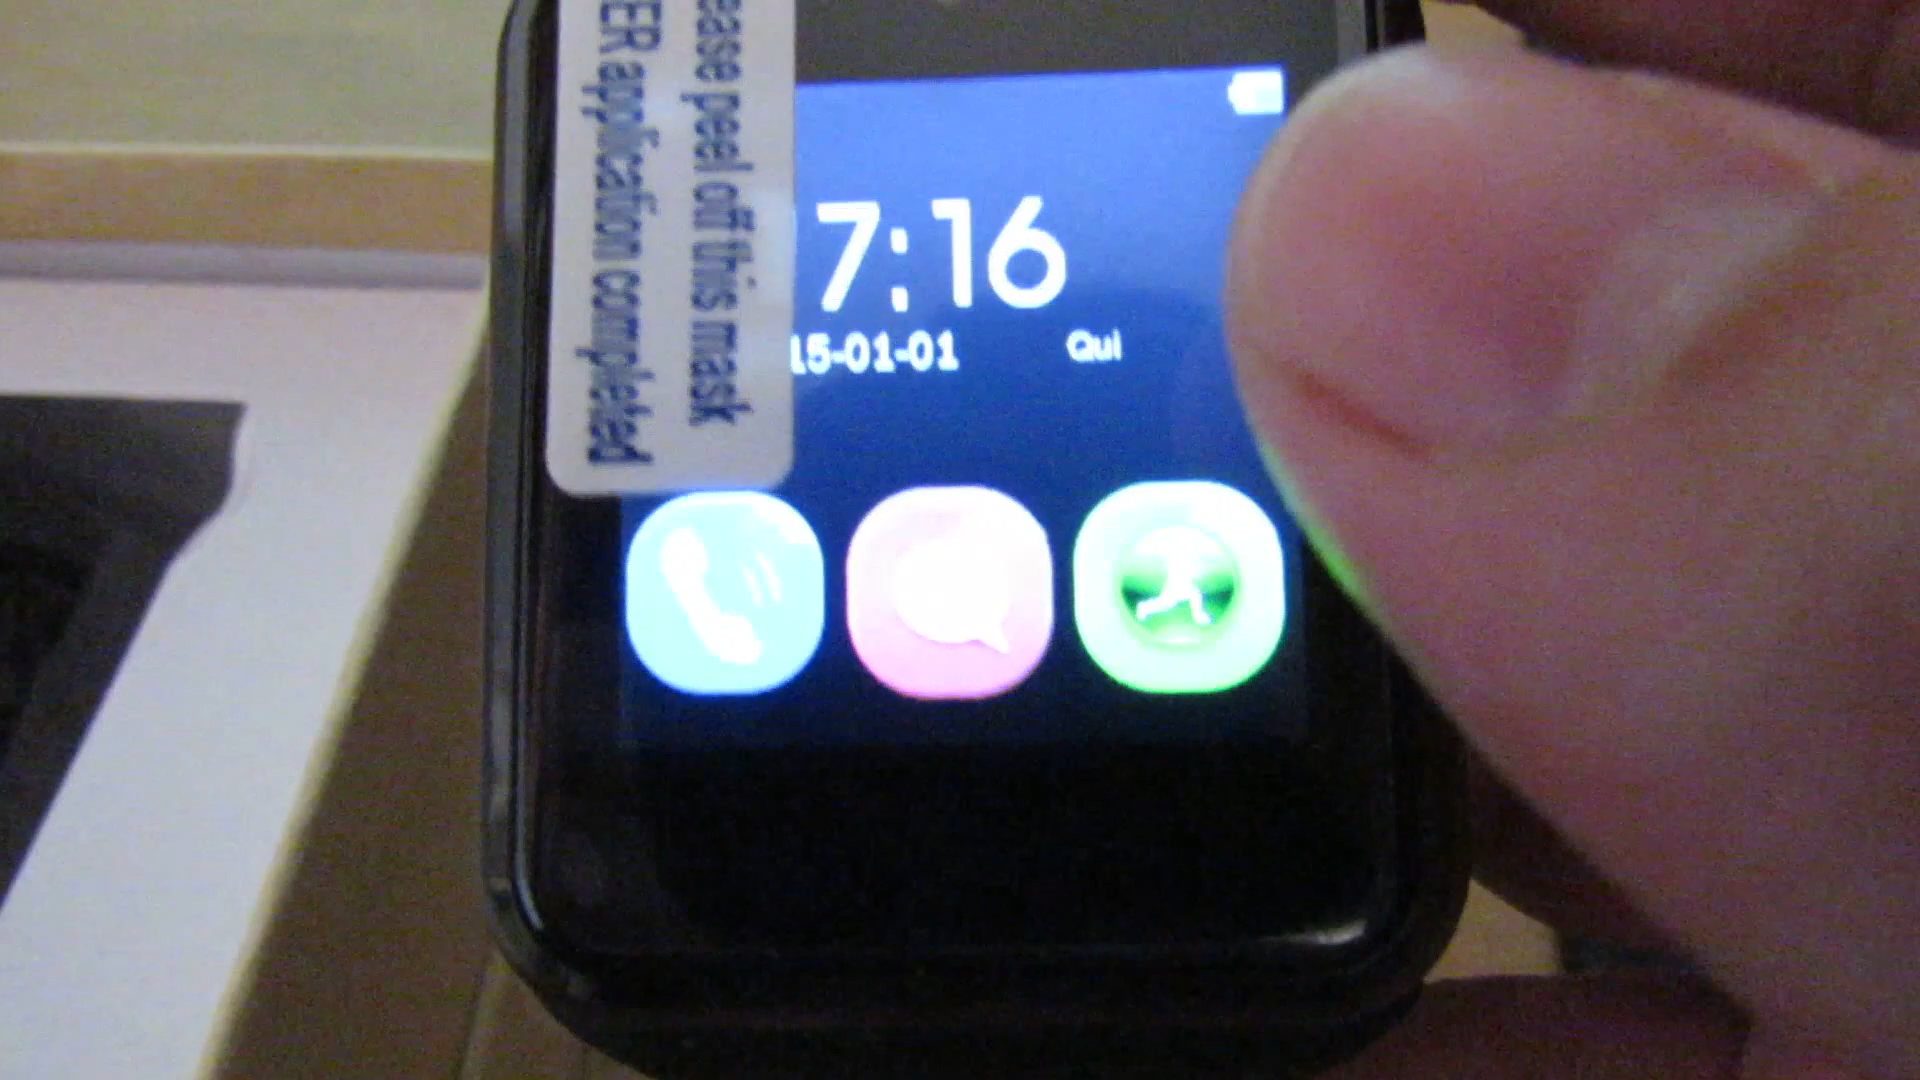 ease peel off this mask
ER application completed
7:16
15-01-01 Qui